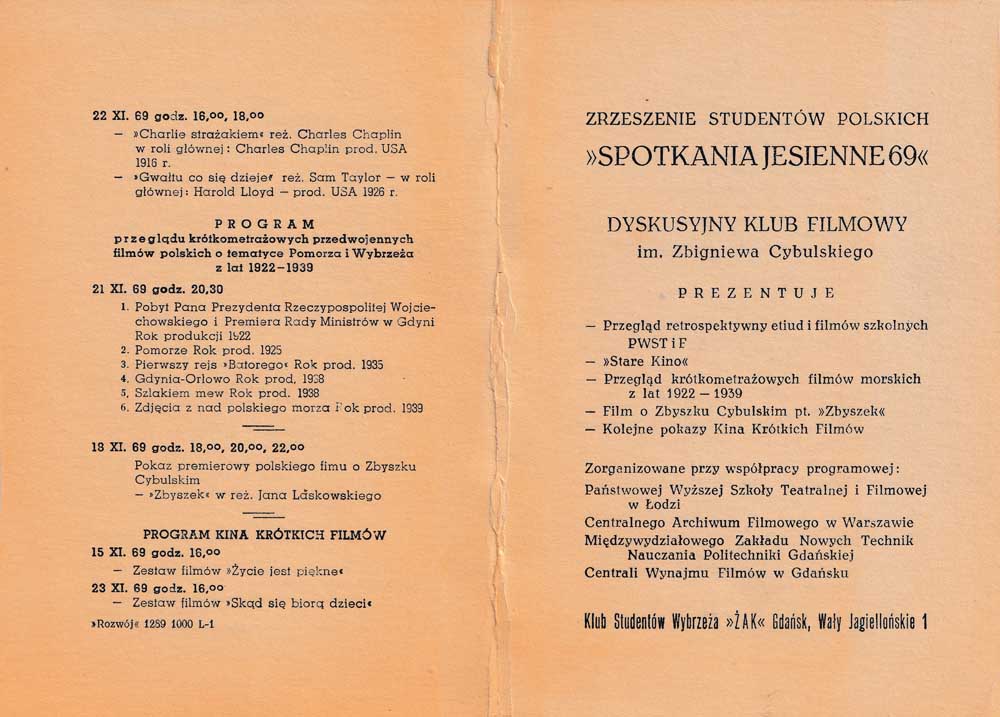 22 XI. 69 godz. 16,oo, 18,oo
— »Charlie strażakiem« reż. Charles Chaplin
w roli głównej: Charles Chaplin prod. USA
1916 r.
— »Gwałtu co się dzieje« reż. Sam Taylor — w roli
głównej: Harold Lloyd — prod. USA 1926 r.
PROGRAM
przeglądu krótkometrażowych przedwojennych
filmów polskich o tematyce Pomorza i Wybrzeża
z lat 1922—1939
21 XI. 69 godz. 20,30
1. Pobyt Pana Prezydenta Rzeczypospolitej Wojcie-
chowskiego i Premiera Rady Ministrów w Gdyni
Rok produkcji 1922
2. Pomorze Rok prod. 1925
3. Pierwszy rejs »Batorego« Rok prod. 1935
4. Gdynia-Orlowo Rok prod. 1938
5. Szlakiem mew Rok prod. 1938
6. Zdjęcia z nad polskiego morza Rok prod. 1939
18 XI. 69 godz. 18,oo, 20,oo, 22,oo
Pokaz premierowy polskiego fimu o Zbyszku
Cybulskim
— »Zbyszek« w reż. Jana Laskowskiego
PROGRAM KINA KRÓTKICH FILMÓW
15 XI. 69 godz. 16,oo
— Zestaw filmów »Życie jest piękne«
23 XI. 69 godz. 16,oo
— Zestaw filmów »Skąd się biorą dzieci«
»Rozwój« 1289 1000 L-1
ZRZESZENIE STUDENTÓW POLSKICH
»SPOTKANIA JESIENNE 69«
DYSKUSYJNY KLUB FILMOWY
im. Zbigniewa Cybulskiego
PREZENTUJE
— Przegląd retrospektywny etiud i filmów szkolnych
PWST i F
— »Stare Kino«
— Przegląd krótkometrażowych filmów morskich
z lat 1922 — 1939
— Film o Zbyszku Cybulskim pt. »Zbyszek«
— Kolejne pokazy Kina Krótkich Filmów
Zorganizowane przy współpracy programowej:
Państwowej Wyższej Szkoły Teatralnej i Filmowej
w Łodzi
Centralnego Archiwum Filmowego w Warszawie
Międzywydziałowego Zakładu Nowych Technik
Nauczania Politechniki Gdańskiej
Centrali Wynajmu Filmów w Gdańsku
Klub Studentów Wybrzeża »ŻAK« Gdańsk, Wały Jagiellońskie 1